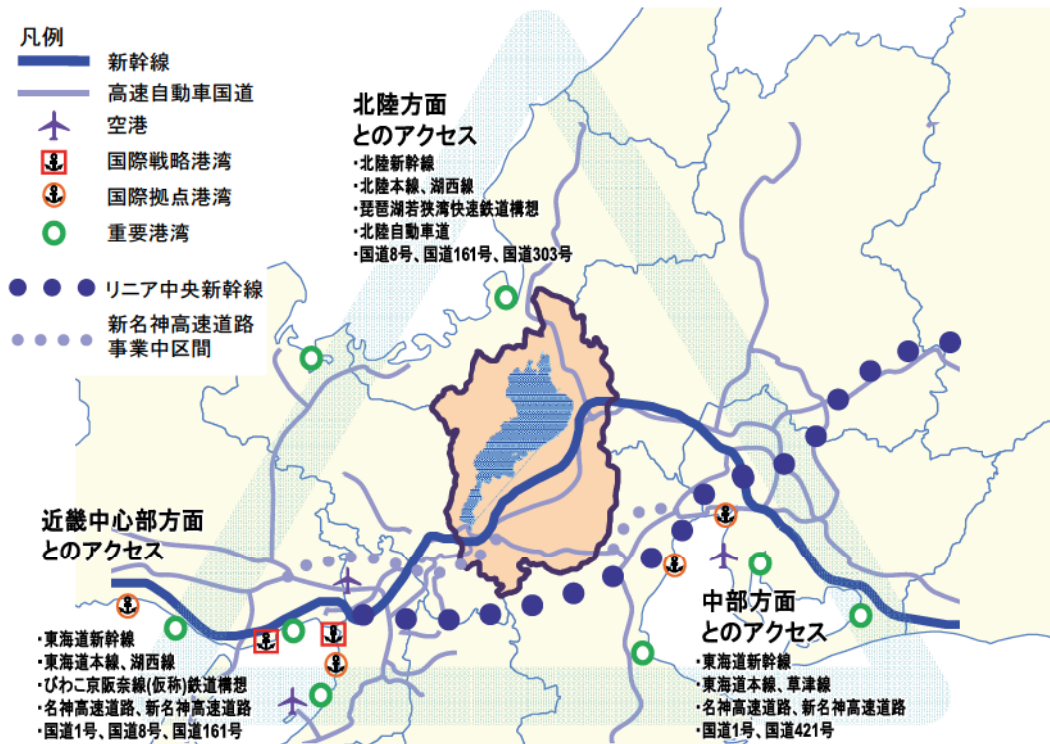 凡例
新幹線
高速自動車国道
空港
国際戦略港湾
国際拠点港湾
重要港湾
リニア中央新幹線
新名神高速道路
事業中区間
北陸方面
とのアクセス
・北陸新幹線
・北陸本線、湖西線
・琵琶湖若狭湾快速鉄道構想
・北陸自動車道
・国道8号、国道161号、国道303号
近畿中心部方面
とのアクセス
・東海道新幹線
・東海道本線、湖西線
・びわこ京阪奈線(仮称)鉄道構想
・名神高速道路、新名神高速道路
・国道1号、国道8号、国道161号
中部方面
とのアクセス
・東海道新幹線
・東海道本線、草津線
・名神高速道路、新名神高速道路
・国道1号、国道421号